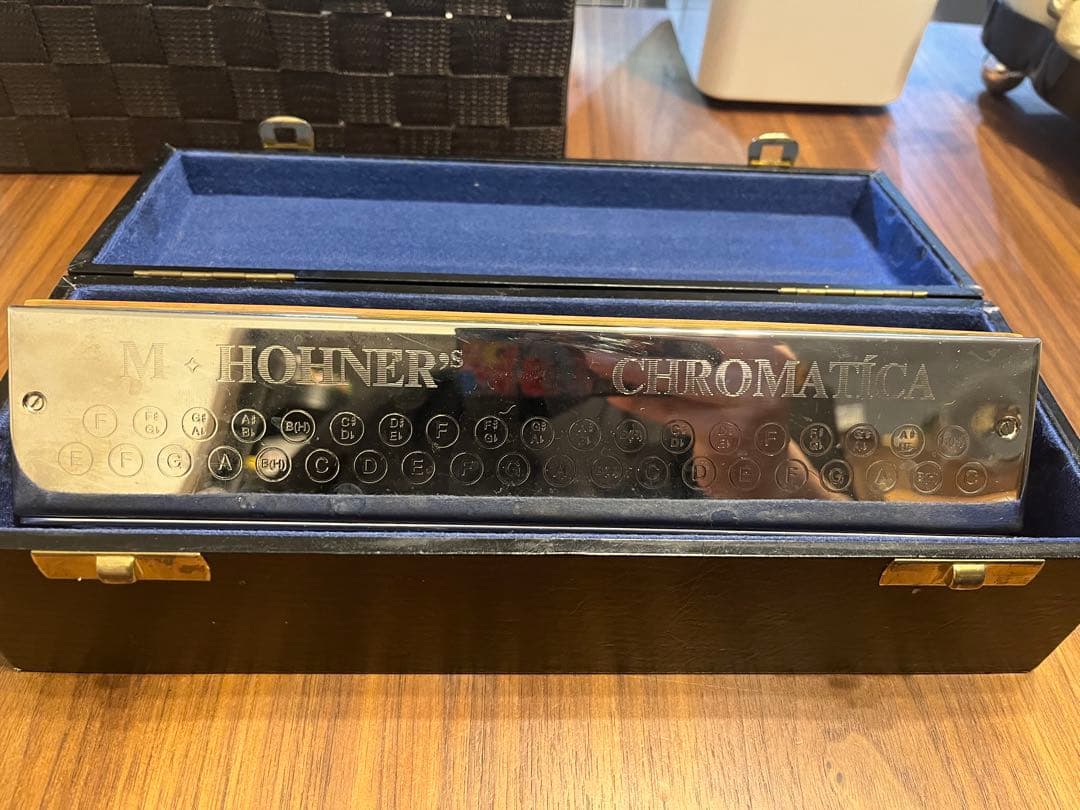 M ✧ HOHNER'S CHROMATÍCA
F F♯ G♭ G♯ A♭ A♯ B♭ B(H) C♯ D♭ D♯ E♭ F F♯ G♭ G♯ A♭ A♯ B♭ B(H) C♯ D♭ D♯ E♭ F F♯ G♭ G♯ A♭ A♯ B♭ B(H)
E F G A B(H) C D E F G A B(H) C D E F G A B(H) C